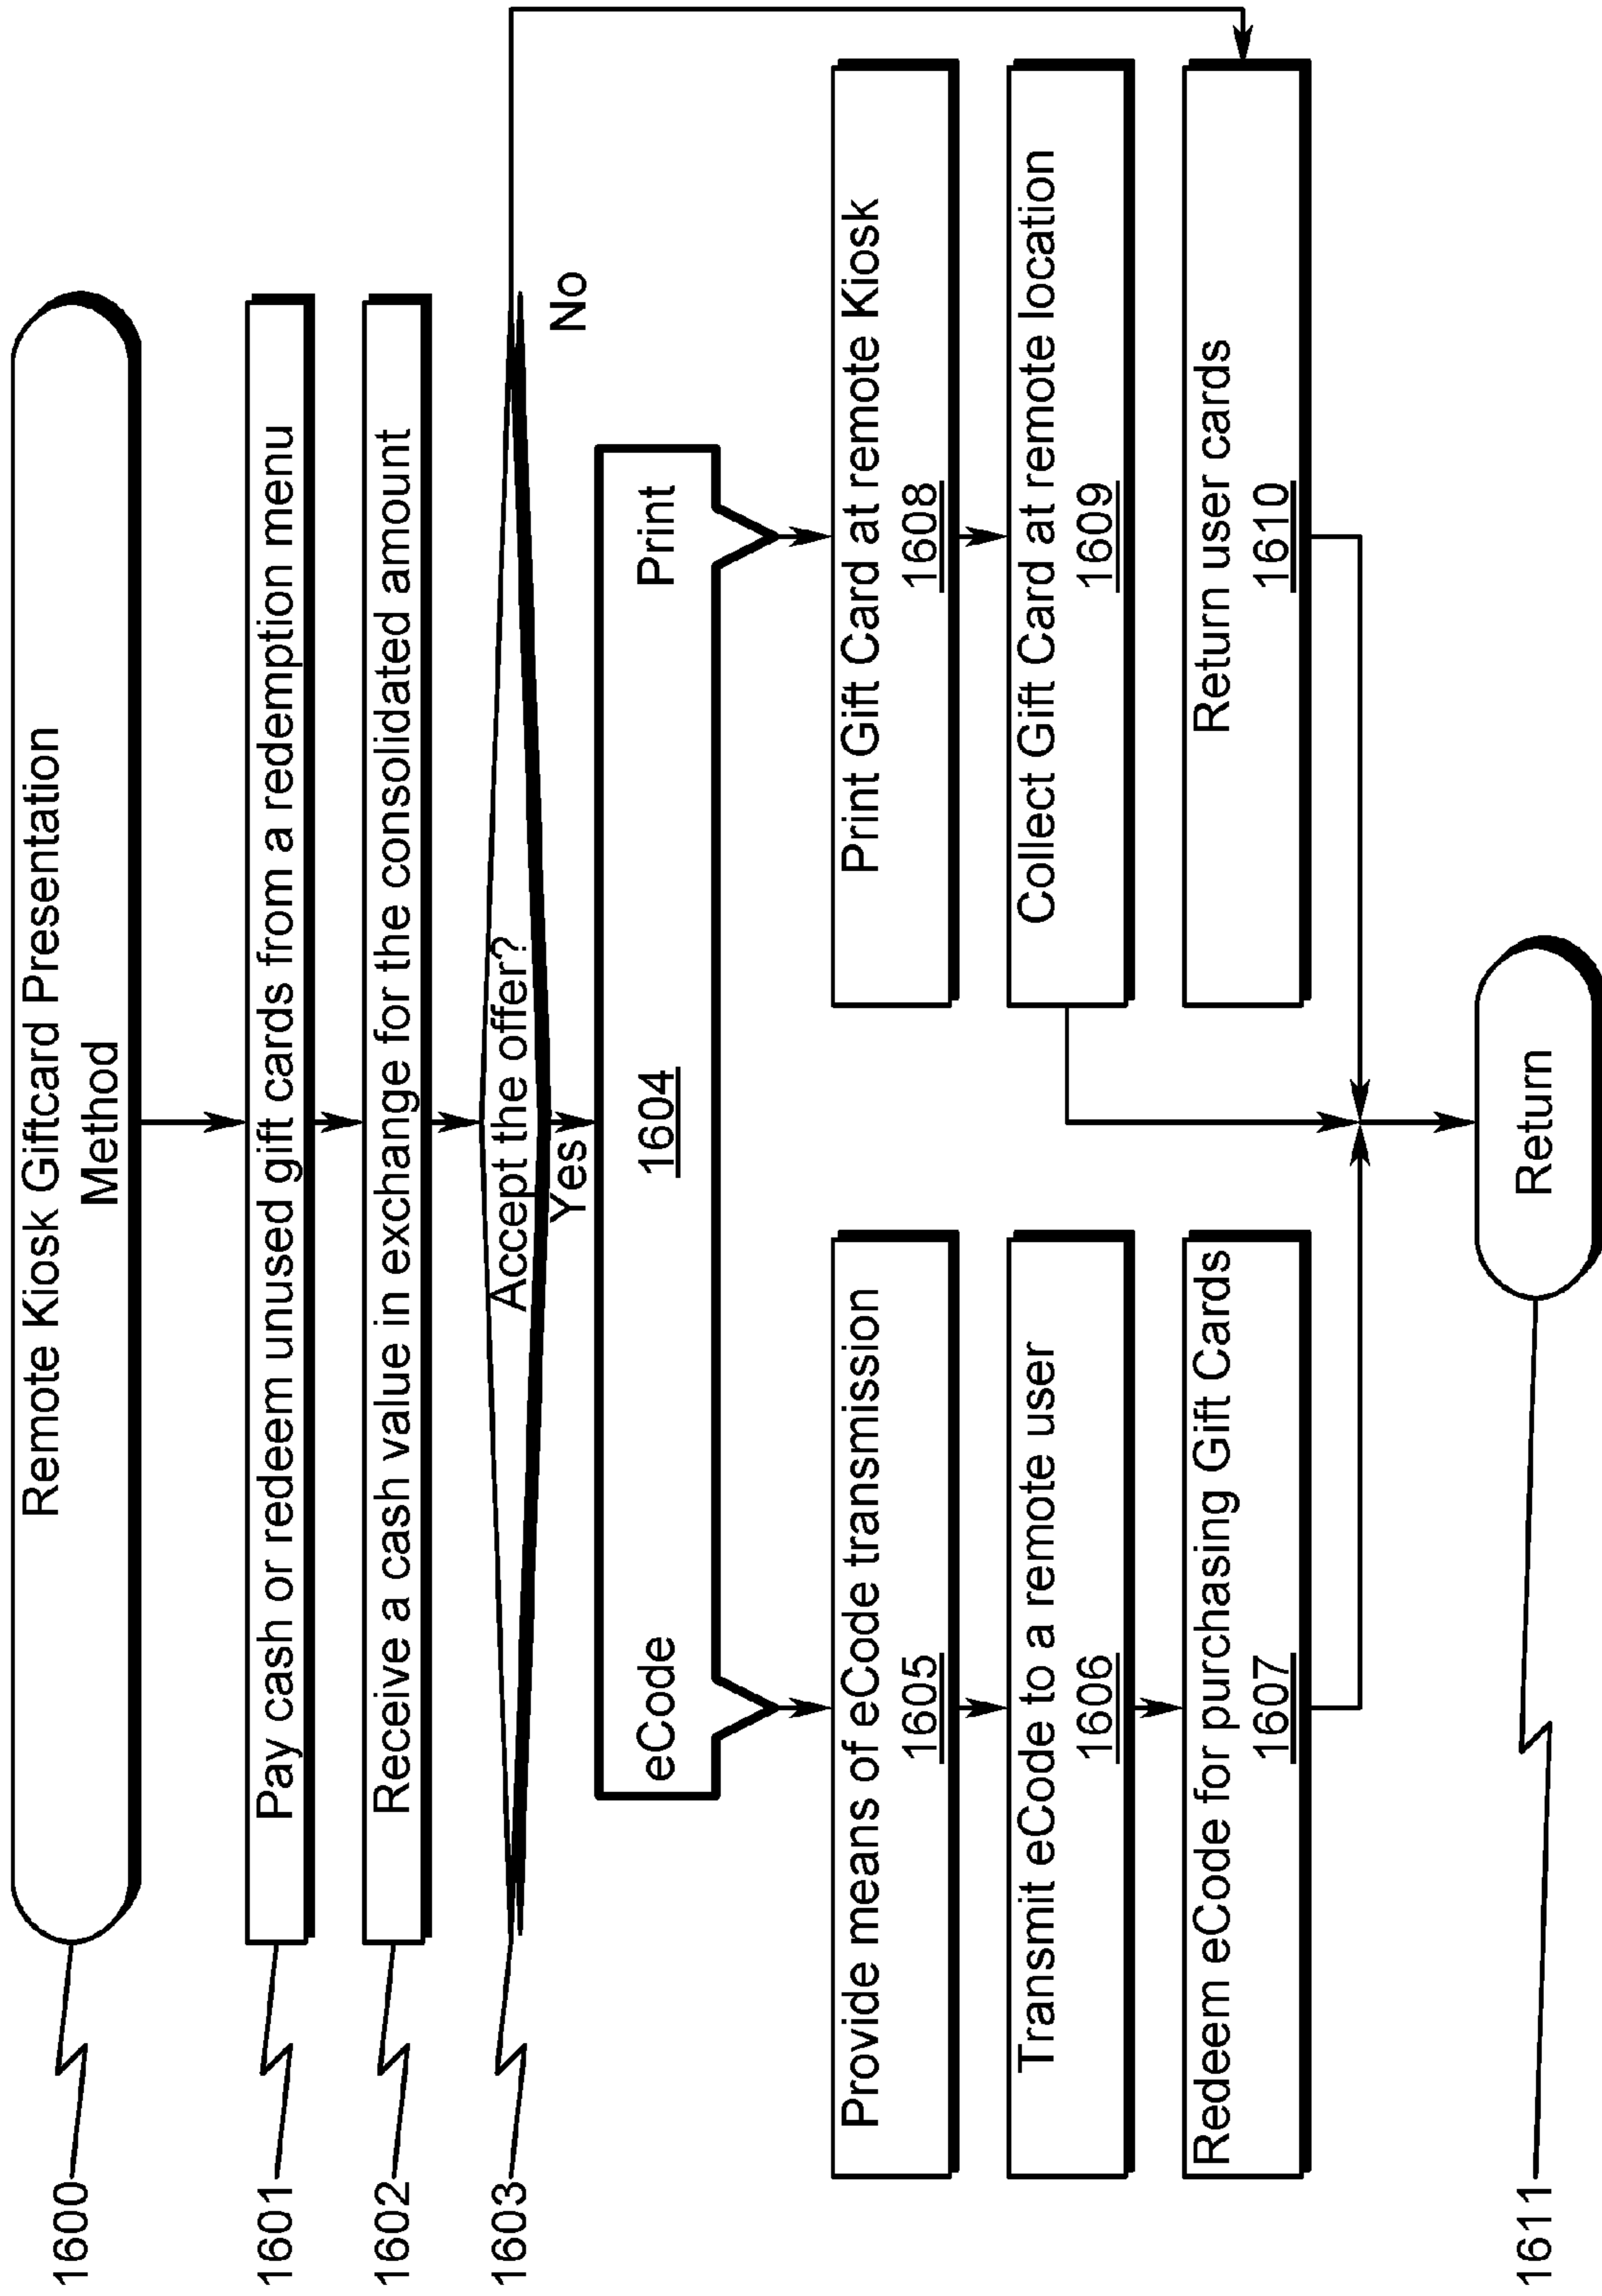 Remote Kiosk Giftcard Presentation
Method
1600
Pay cash or redeem unused gift cards from a redemption menu
1601
Receive a cash value in exchange for the consolidated amount
1602
Accept the offer?
1603
No
Yes
eCode
1604
Print
Provide means of eCode transmission
1605
Print Gift Card at remote Kiosk
1608
Transmit eCode to a remote user
1606
Collect Gift Card at remote location
1609
Redeem eCode for purchasing Gift Cards
1607
Return user cards
1610
Return
1611